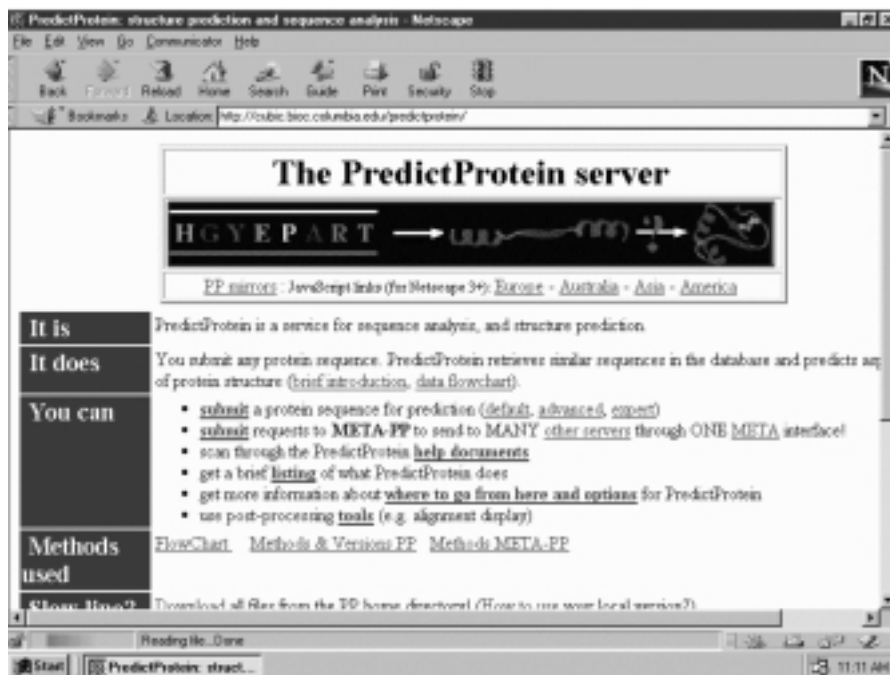 PredictProtein: structure prediction and sequence analysis - Netscape
File Edit View Go Communicator Help
Back Forward Reload Home Search Guide Print Security Stop
N
Bookmarks Location: http://cubic.bioc.columbia.edu/predictprotein/
The PredictProtein server
HGYEPART
PP mirrors : JavaScript links (for Netscape 3+): Europe - Australia - Asia - America
It is PredictProtein is a service for sequence analysis, and structure prediction.
It does You submit any protein sequence. PredictProtein retrieves similar sequences in the database and predicts asp
of protein structure (brief introduction, data flowchart).
You can
submit a protein sequence for prediction (default, advanced, expert)
submit requests to META-PP to send to MANY other servers through ONE META interface!
scan through the PredictProtein help documents
get a brief listing of what PredictProtein does
get more information about where to go from here and options for PredictProtein
use post-processing tools (e.g. alignment display)
Methods FlowChart Methods & Versions PP Methods META-PP
used
Slow line? Download all files from the PP home directory! (How to use your local version?)
Reading file...Done
Start PredictProtein: struct... 11:11 AM